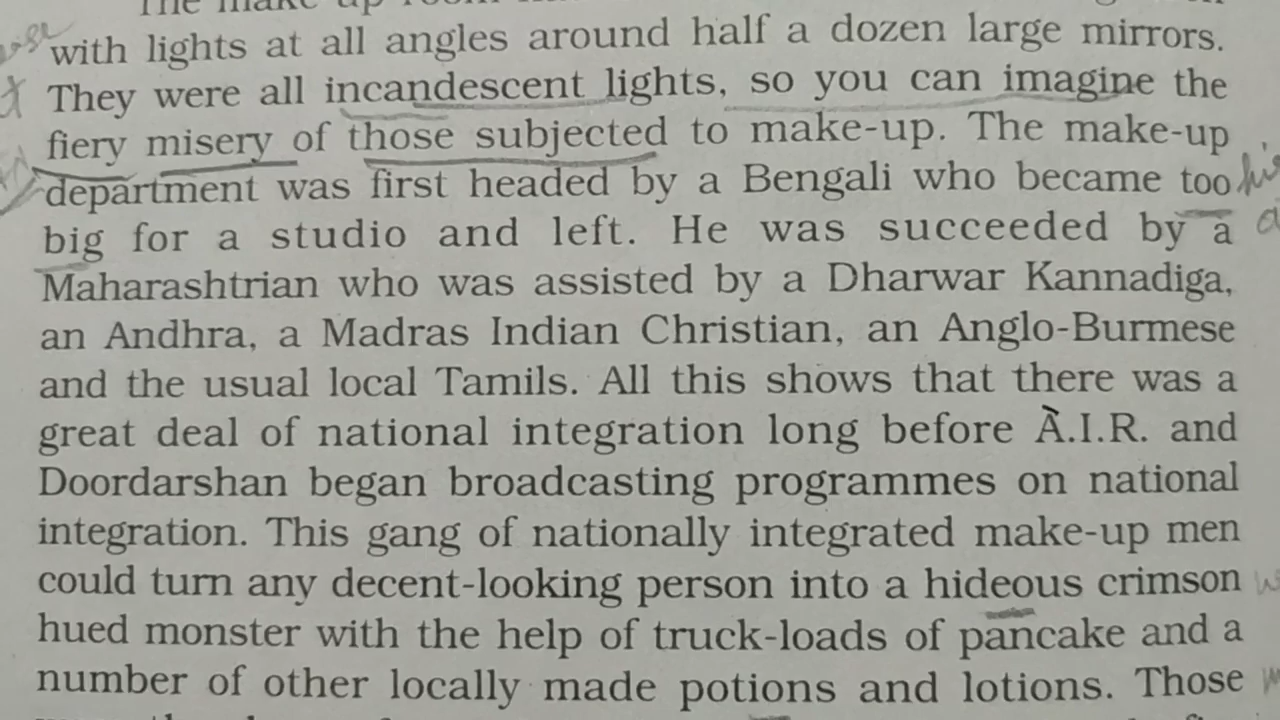 The make-up room
with lights at all angles around half a dozen large mirrors.
They were all incandescent lights, so you can imagine the
fiery misery of those subjected to make-up. The make-up
department was first headed by a Bengali who became too
big for a studio and left. He was succeeded by a
Maharashtrian who was assisted by a Dharwar Kannadiga,
an Andhra, a Madras Indian Christian, an Anglo-Burmese
and the usual local Tamils. All this shows that there was a
great deal of national integration long before A.I.R. and
Doordarshan began broadcasting programmes on national
integration. This gang of nationally integrated make-up men
could turn any decent-looking person into a hideous crimson
hued monster with the help of truck-loads of pancake and a
number of other locally made potions and lotions. Those